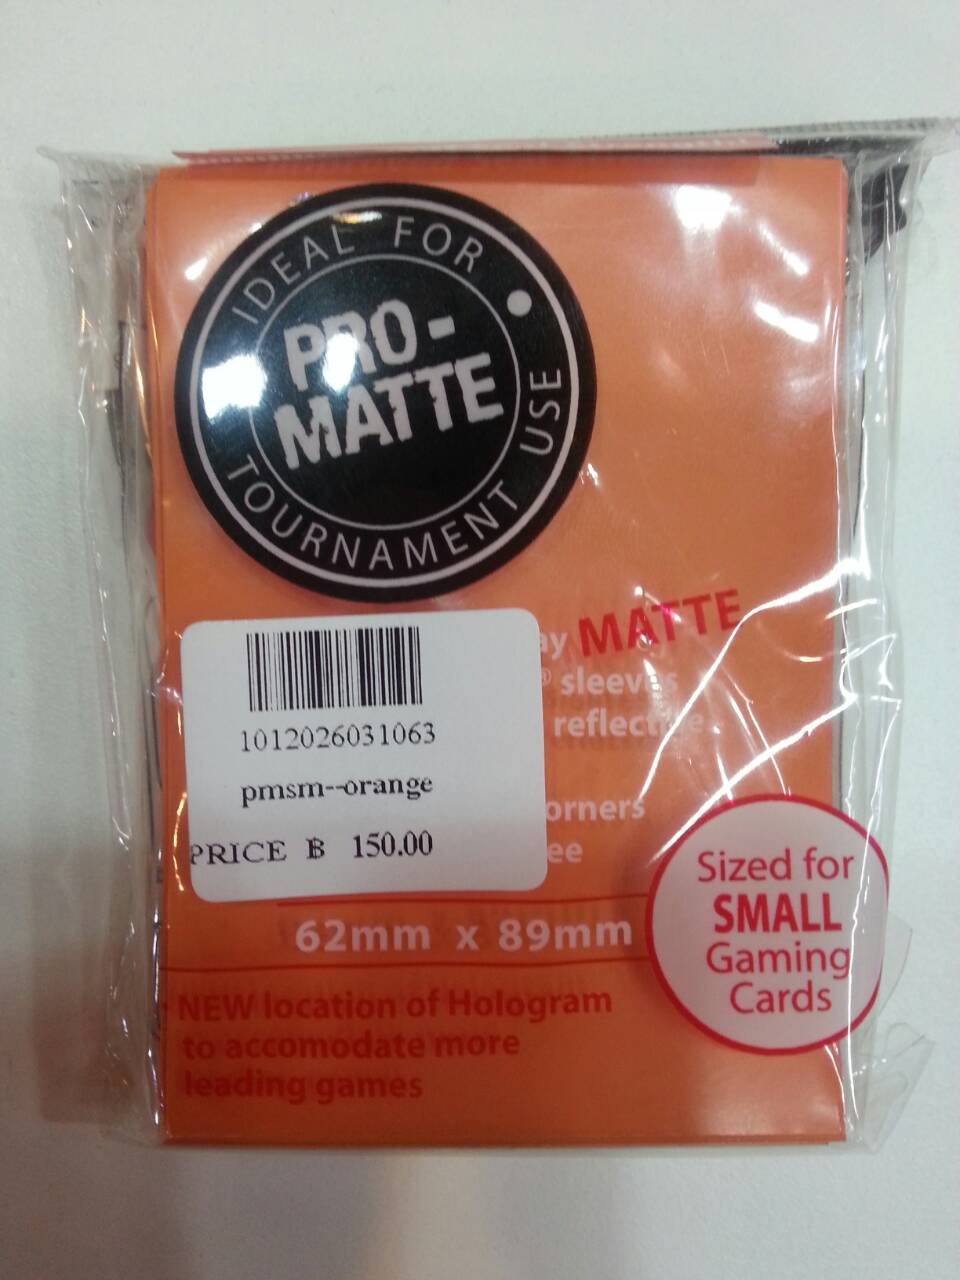 IDEAL FOR
TOURNAMENT USE
PRO-
MATTE
MATTE
® sleeves
reflective
1012026031063
pmsm--orange
PRICE ฿ 150.00
62mm x 89mm
Sized for
SMALL
Gaming
Cards
NEW location of Hologram
to accomodate more
leading games